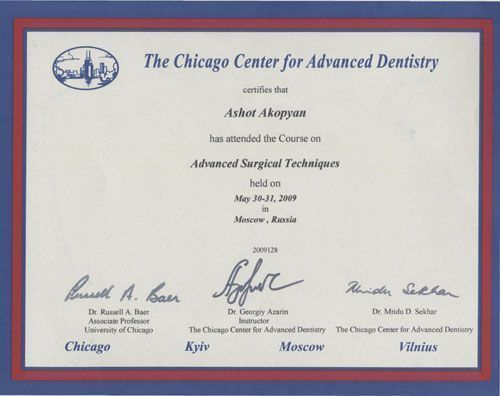 The Chicago Center for Advanced Dentistry
certifies that
Ashot Akopyan
has attended the Course on
Advanced Surgical Techniques
held on
May 30-31, 2009
in
Moscow , Russia
2009128
Russell A. Baer
Mridu Sekhar
Dr. Russell A. Baer
Associate Professor
University of Chicago
Dr. Georgiy Azarin
Instructor
The Chicago Center for Advanced Dentistry
Dr. Mridu D. Sekhar
The Chicago Center for Advanced Dentistry
Chicago Kyiv Moscow Vilnius